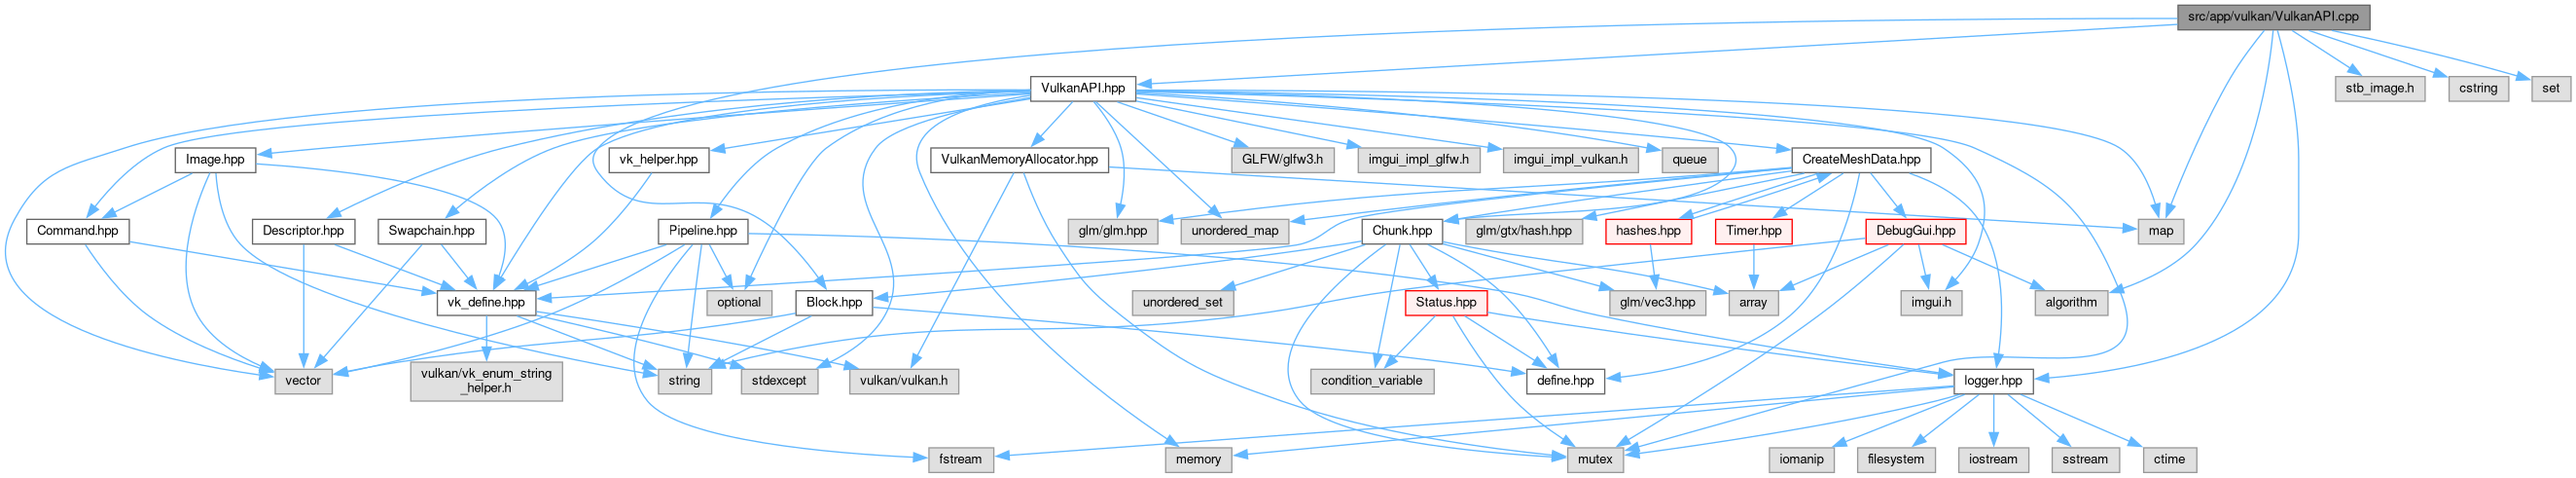 src/app/vulkan/VulkanAPI.cpp
VulkanAPI.hpp
stb_image.h
cstring
set
Image.hpp
vk_helper.hpp
VulkanMemoryAllocator.hpp
GLFW/glfw3.h
imgui_impl_glfw.h
imgui_impl_vulkan.h
queue
CreateMeshData.hpp
Command.hpp
Descriptor.hpp
Swapchain.hpp
Pipeline.hpp
glm/glm.hpp
unordered_map
Chunk.hpp
glm/gtx/hash.hpp
hashes.hpp
Timer.hpp
DebugGui.hpp
map
vk_define.hpp
optional
Block.hpp
unordered_set
Status.hpp
glm/vec3.hpp
array
imgui.h
algorithm
vector
vulkan/vk_enum_string
_helper.h
string
stdexcept
vulkan/vulkan.h
condition_variable
define.hpp
logger.hpp
fstream
memory
mutex
iomanip
filesystem
iostream
sstream
ctime